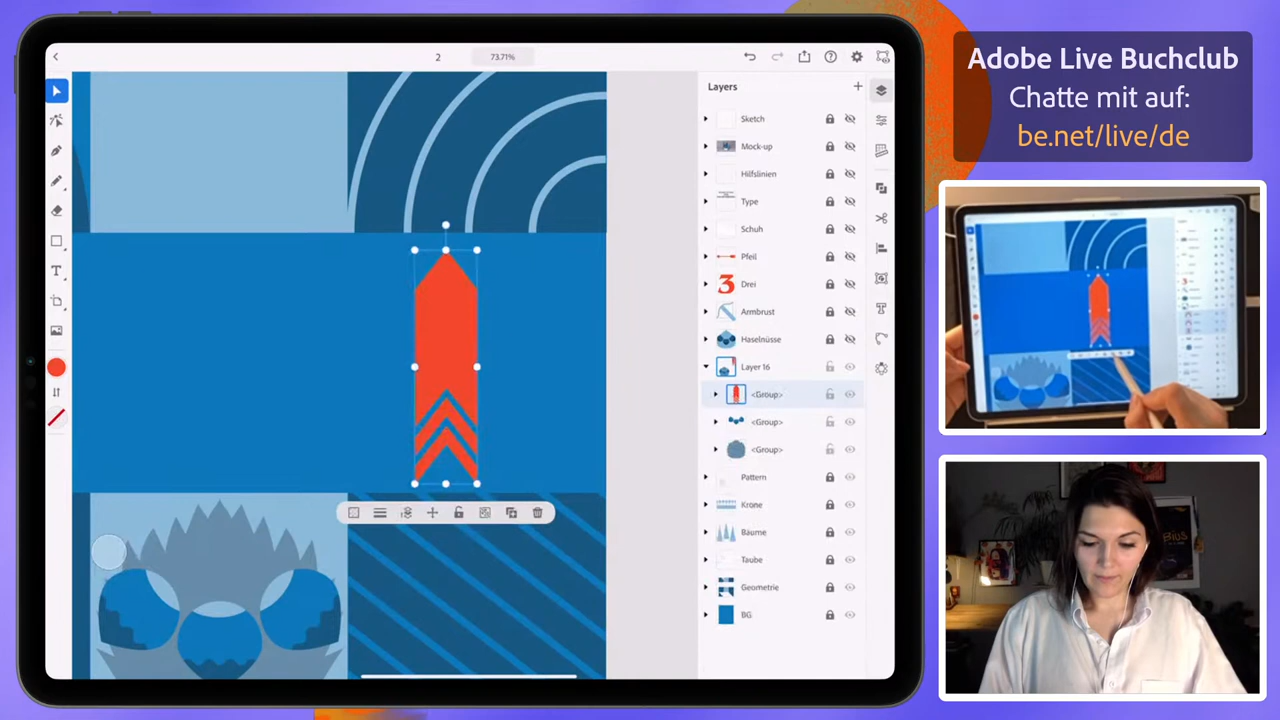 Adobe Live Buchclub
Chatte mit auf:
be.net/live/de
2
73.71%
Layers
Sketch
Mock-up
Hilfslinien
Type
Schuh
Pfeil
Drei
Armbrust
Haselnüsse
Layer 16
<Group>
<Group>
<Group>
Pattern
Krone
Bäume
Taube
Geometrie
BG